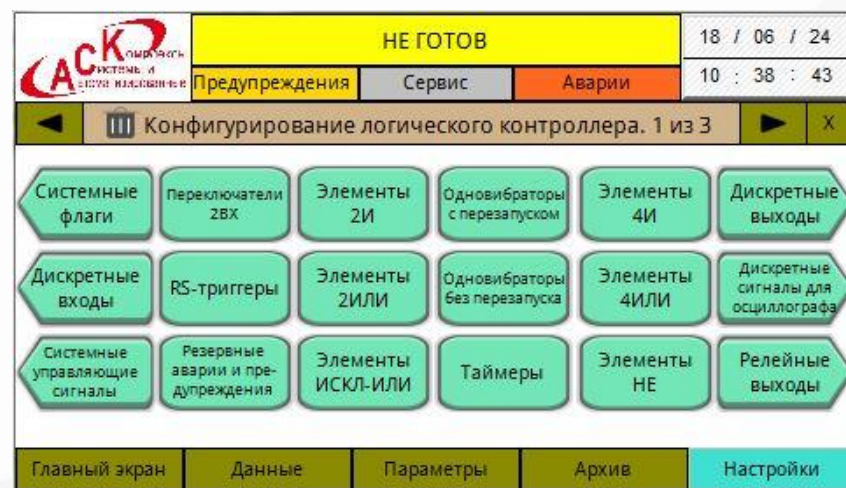 АСК
НЕ ГОТОВ
18 / 06 / 24
Предупреждения
Сервис
Аварии
10 : 38 : 43
Конфигурирование логического контроллера. 1 из 3
X
Системные
флаги
Переключатели
2ВХ
Элементы
2И
Одновибраторы
с перезапуском
Элементы
4И
Дискретные
выходы
Дискретные
входы
RS-триггеры
Элементы
2ИЛИ
Одновибраторы
без перезапуска
Элементы
4ИЛИ
Дискретные
сигналы для
осциллографа
Системные
управляющие
сигналы
Резервные
аварии и пре-
дупреждения
Элементы
ИСКЛ-ИЛИ
Таймеры
Элементы
НЕ
Релейные
выходы
Главный экран
Данные
Параметры
Архив
Настройки